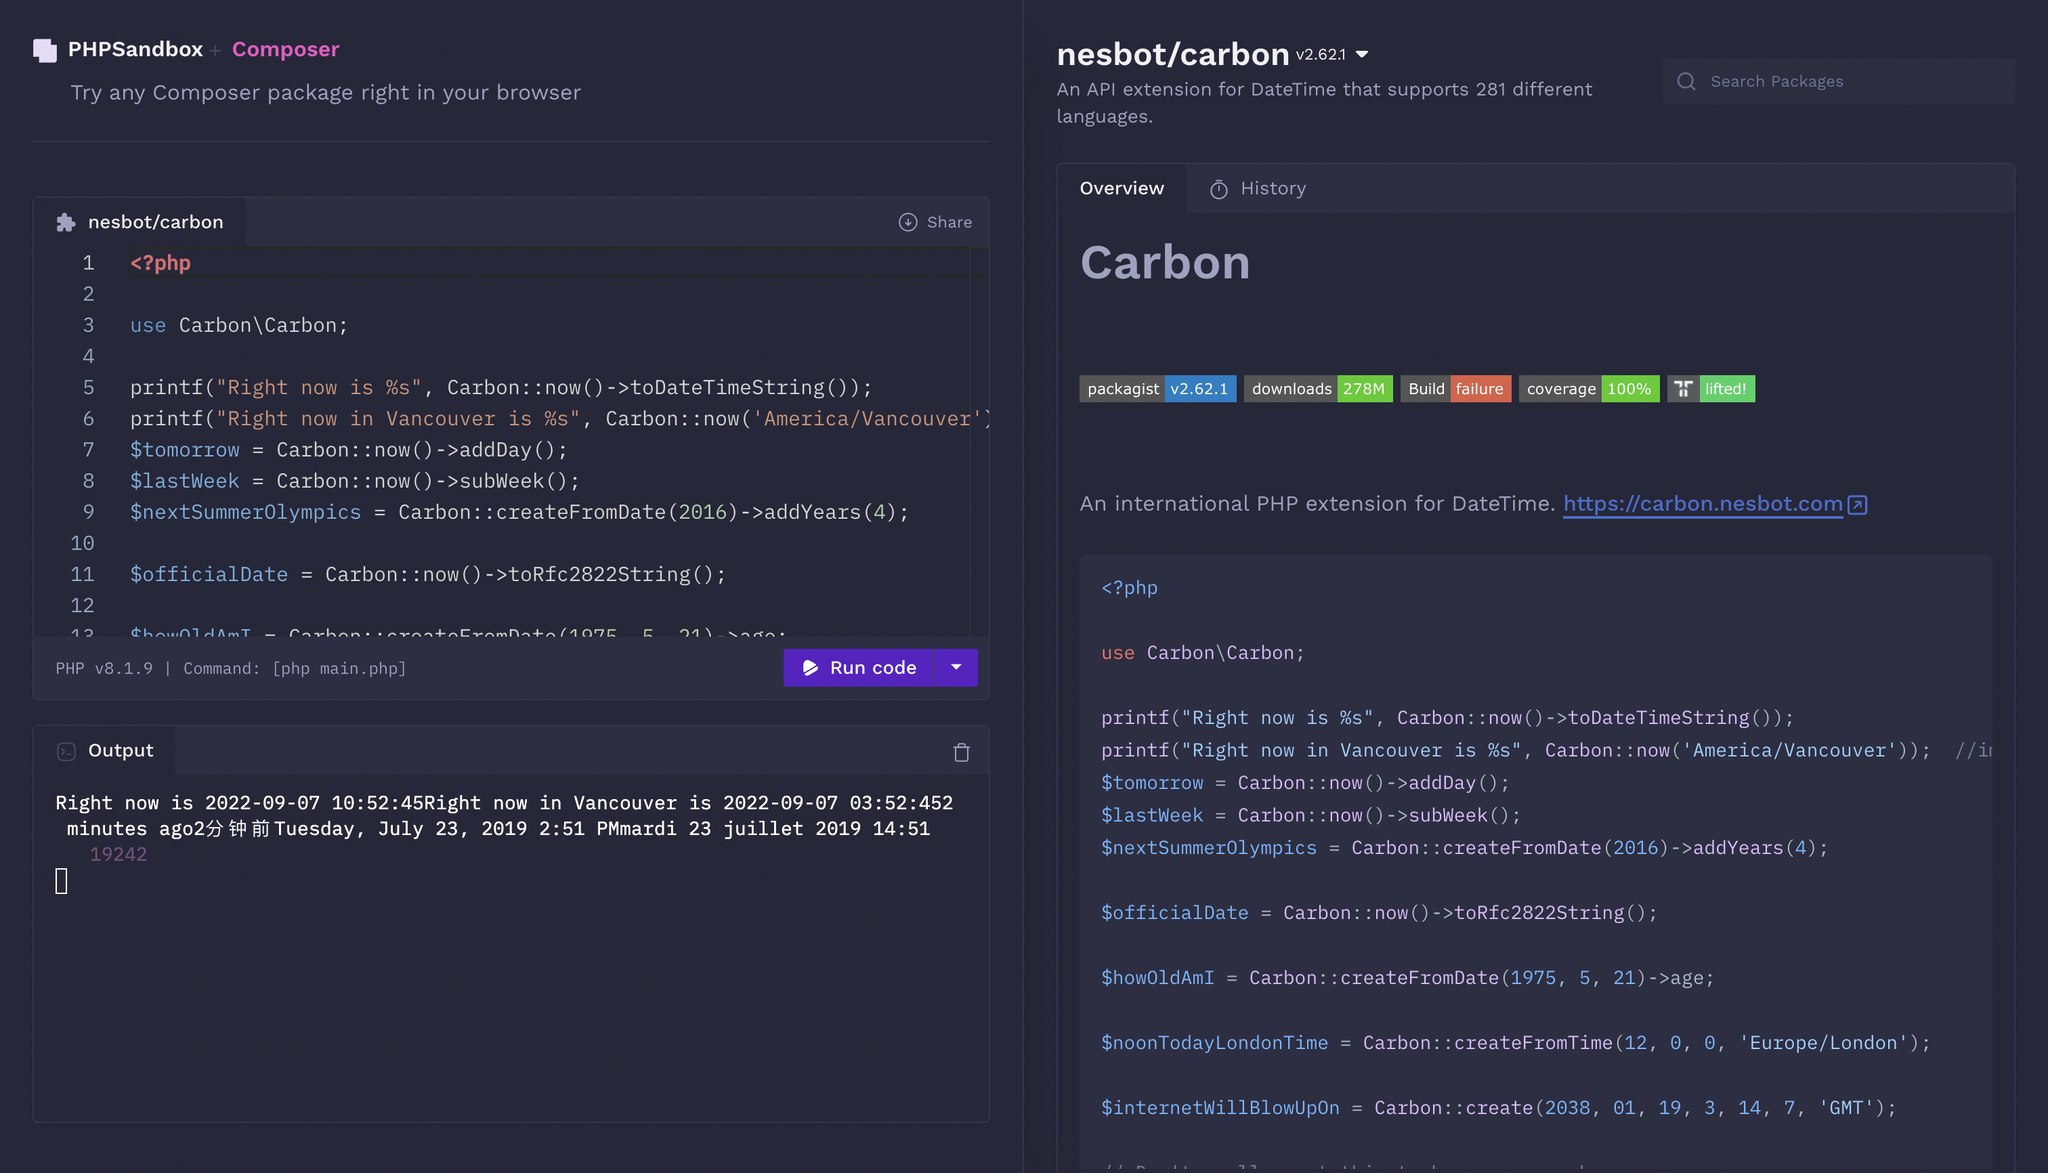 PHPSandbox + Composer
Try any Composer package right in your browser
nesbot/carbon
Share
1 <?php
2
3 use Carbon\Carbon;
4
5 printf("Right now is %s", Carbon::now()->toDateTimeString());
6 printf("Right now in Vancouver is %s", Carbon::now('America/Vancouver')
7 $tomorrow = Carbon::now()->addDay();
8 $lastWeek = Carbon::now()->subWeek();
9 $nextSummerOlympics = Carbon::createFromDate(2016)->addYears(4);
10
11 $officialDate = Carbon::now()->toRfc2822String();
12
13 $howOldAmI = Carbon::createFromDate(1975, 5, 21)->age;
PHP v8.1.9 | Command: [php main.php]
Run code
Output
Right now is 2022-09-07 10:52:45Right now in Vancouver is 2022-09-07 03:52:452
minutes ago2分钟前Tuesday, July 23, 2019 2:51 PMmardi 23 juillet 2019 14:51
19242
nesbot/carbon v2.62.1
An API extension for DateTime that supports 281 different
languages.
Search Packages
Overview
History
Carbon
packagist v2.62.1 downloads 278M Build failure coverage 100% lifted!
An international PHP extension for DateTime. https://carbon.nesbot.com
<?php
use Carbon\Carbon;
printf("Right now is %s", Carbon::now()->toDateTimeString());
printf("Right now in Vancouver is %s", Carbon::now('America/Vancouver'));  //
$tomorrow = Carbon::now()->addDay();
$lastWeek = Carbon::now()->subWeek();
$nextSummerOlympics = Carbon::createFromDate(2016)->addYears(4);
$officialDate = Carbon::now()->toRfc2822String();
$howOldAmI = Carbon::createFromDate(1975, 5, 21)->age;
$noonTodayLondonTime = Carbon::createFromTime(12, 0, 0, 'Europe/London');
$internetWillBlowUpOn = Carbon::create(2038, 01, 19, 3, 14, 7, 'GMT');